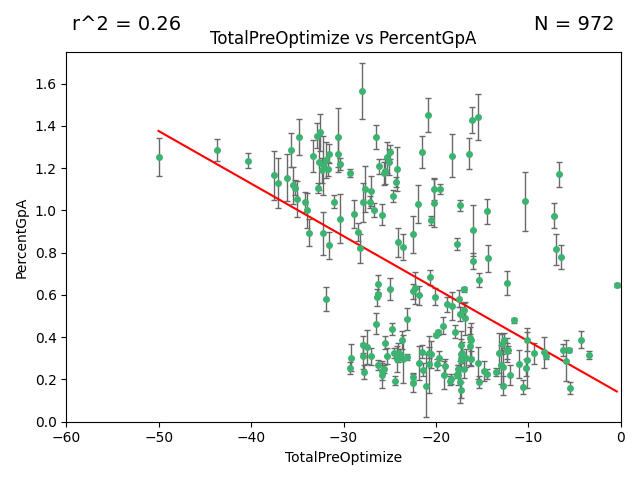 r^2 = 0.26 N = 972
TotalPreOptimize vs PercentGpA
PercentGpA
1.6
1.4
1.2
1.0
0.8
0.6
0.4
0.2
0.0
−60 −50 −40 −30 −20 −10 0
TotalPreOptimize